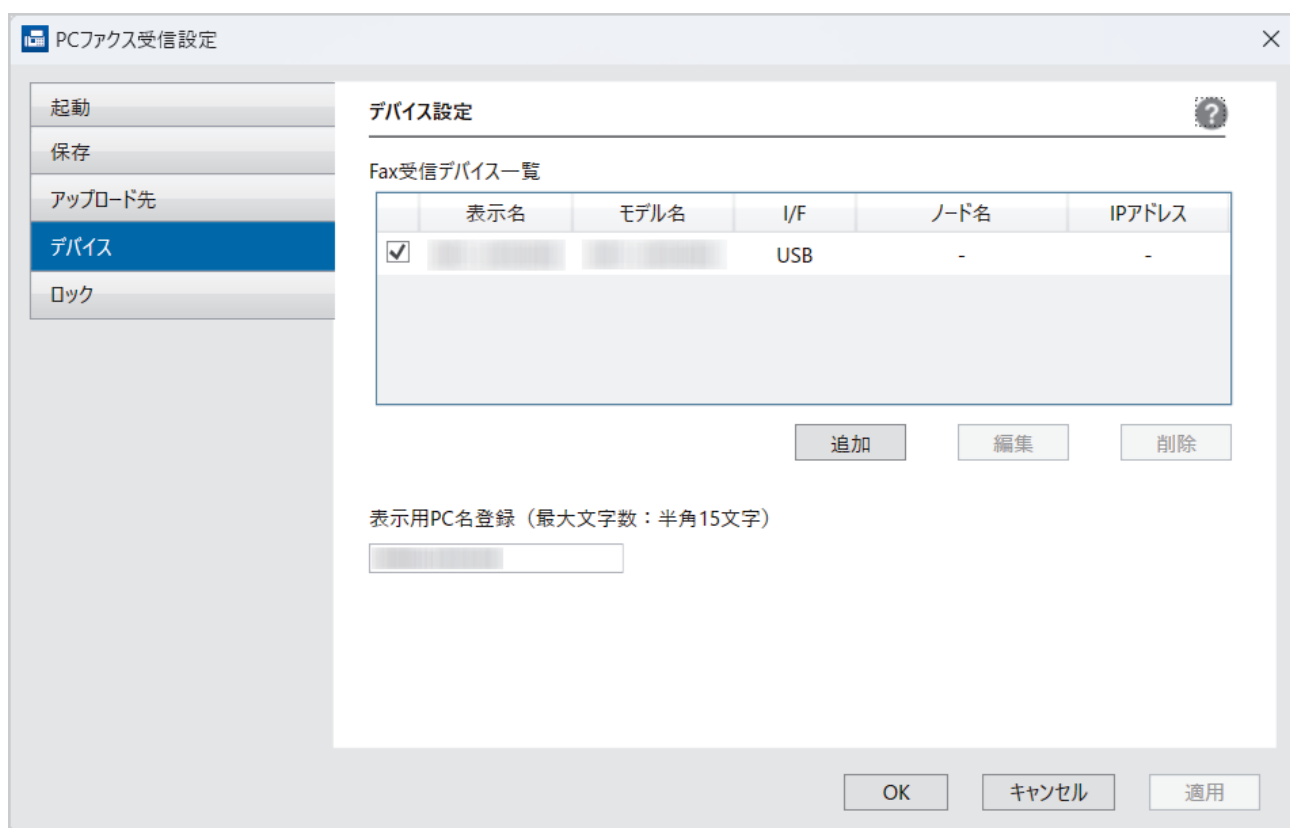 PCファクス受信設定
起動
保存
アップロード先
デバイス
ロック
デバイス設定
?
Fax受信デバイス一覧
表示名 モデル名 I/F ノード名 IPアドレス
USB - -
追加 編集 削除
表示用PC名登録（最大文字数：半角15文字）
OK キャンセル 適用